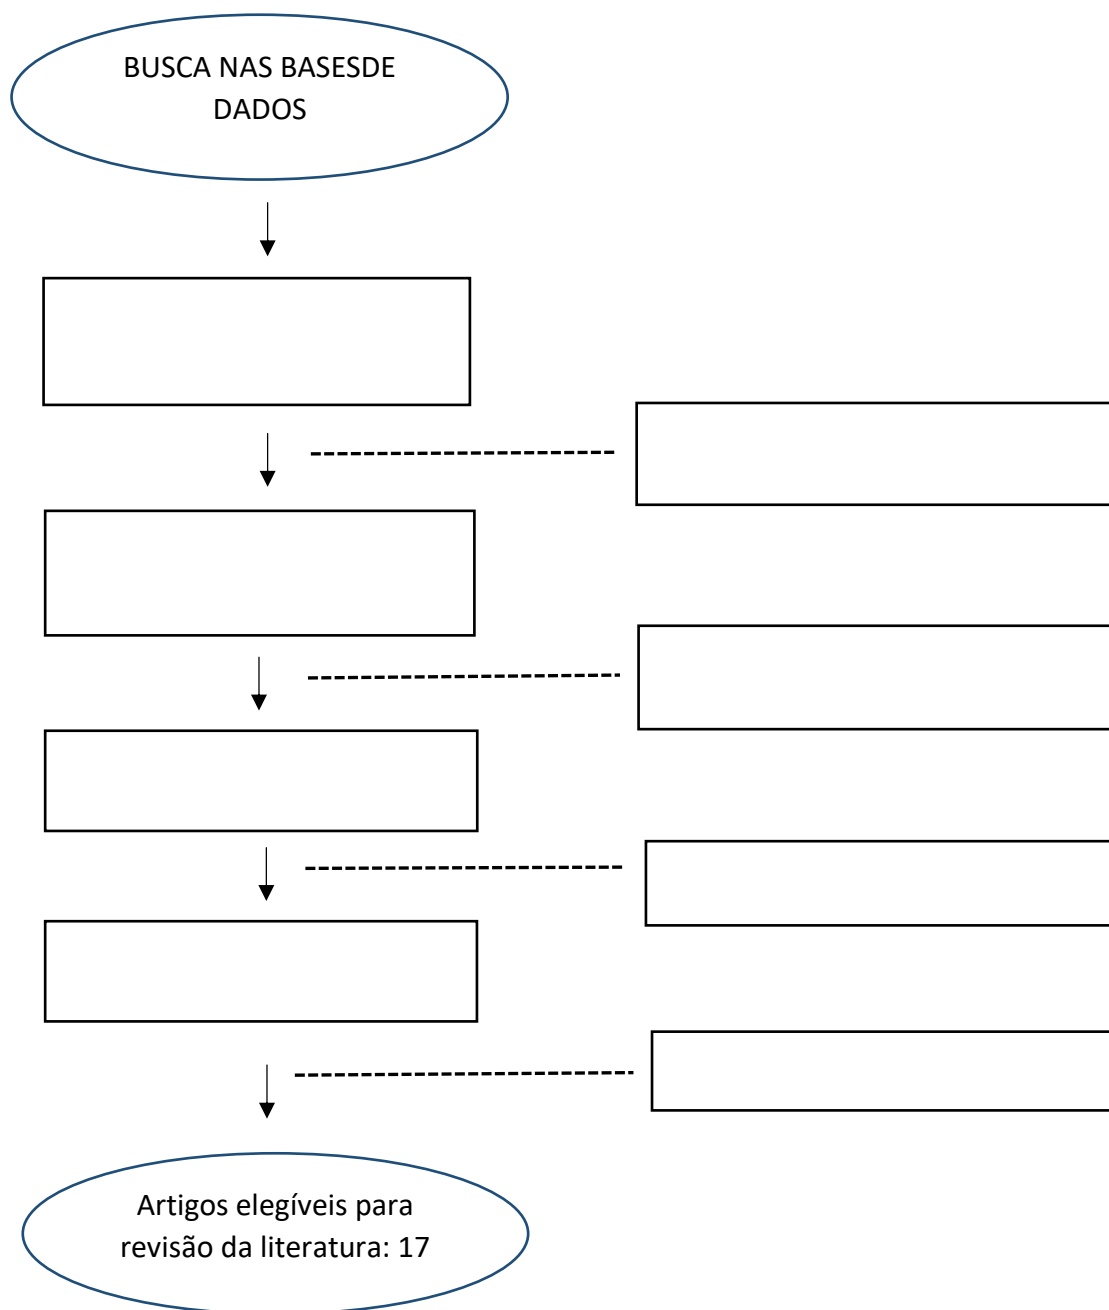 BUSCA NAS BASESDE
DADOS
Artigos elegíveis para
revisão da literatura: 17